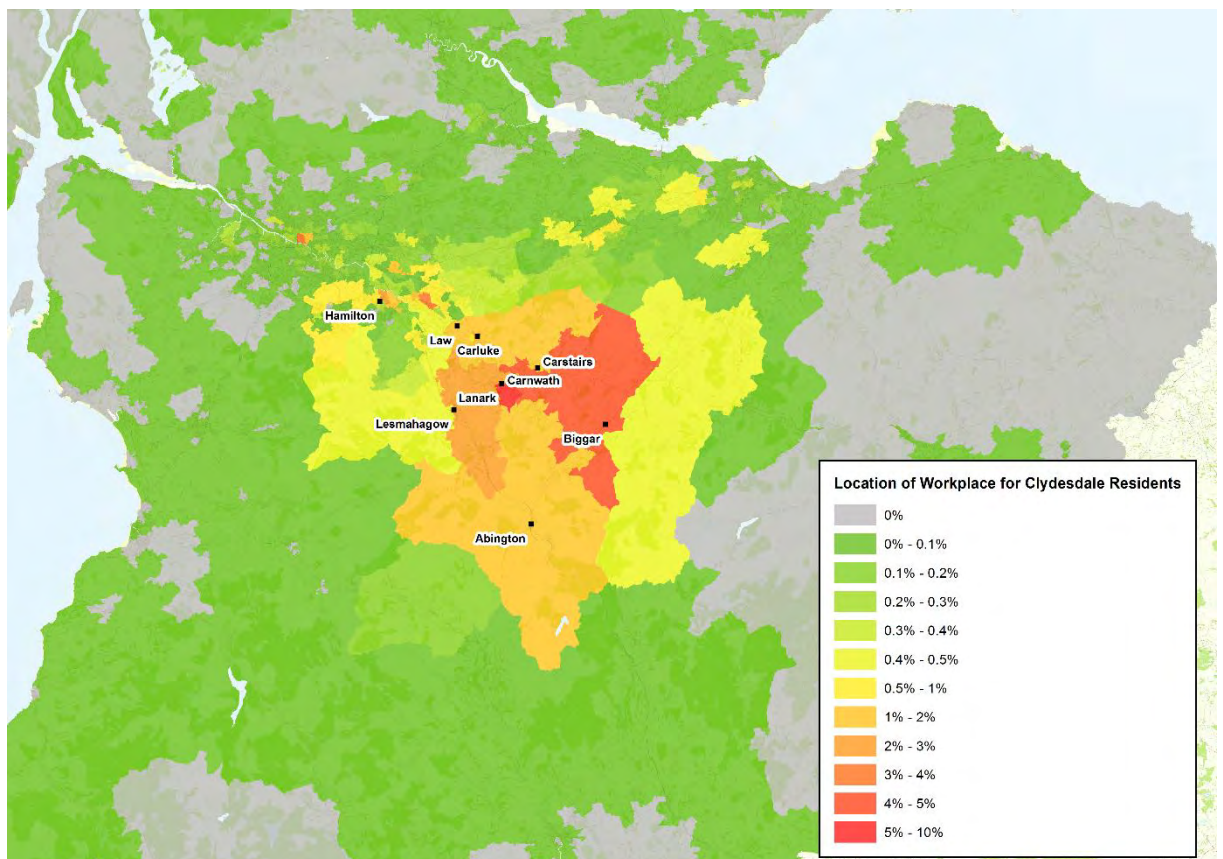 Hamilton
Law
Carluke
Carstairs
Carnwath
Lanark
Lesmahagow
Biggar
Abington
Location of Workplace for Clydesdale Residents
0%
0% - 0.1%
0.1% - 0.2%
0.2% - 0.3%
0.3% - 0.4%
0.4% - 0.5%
0.5% - 1%
1% - 2%
2% - 3%
3% - 4%
4% - 5%
5% - 10%